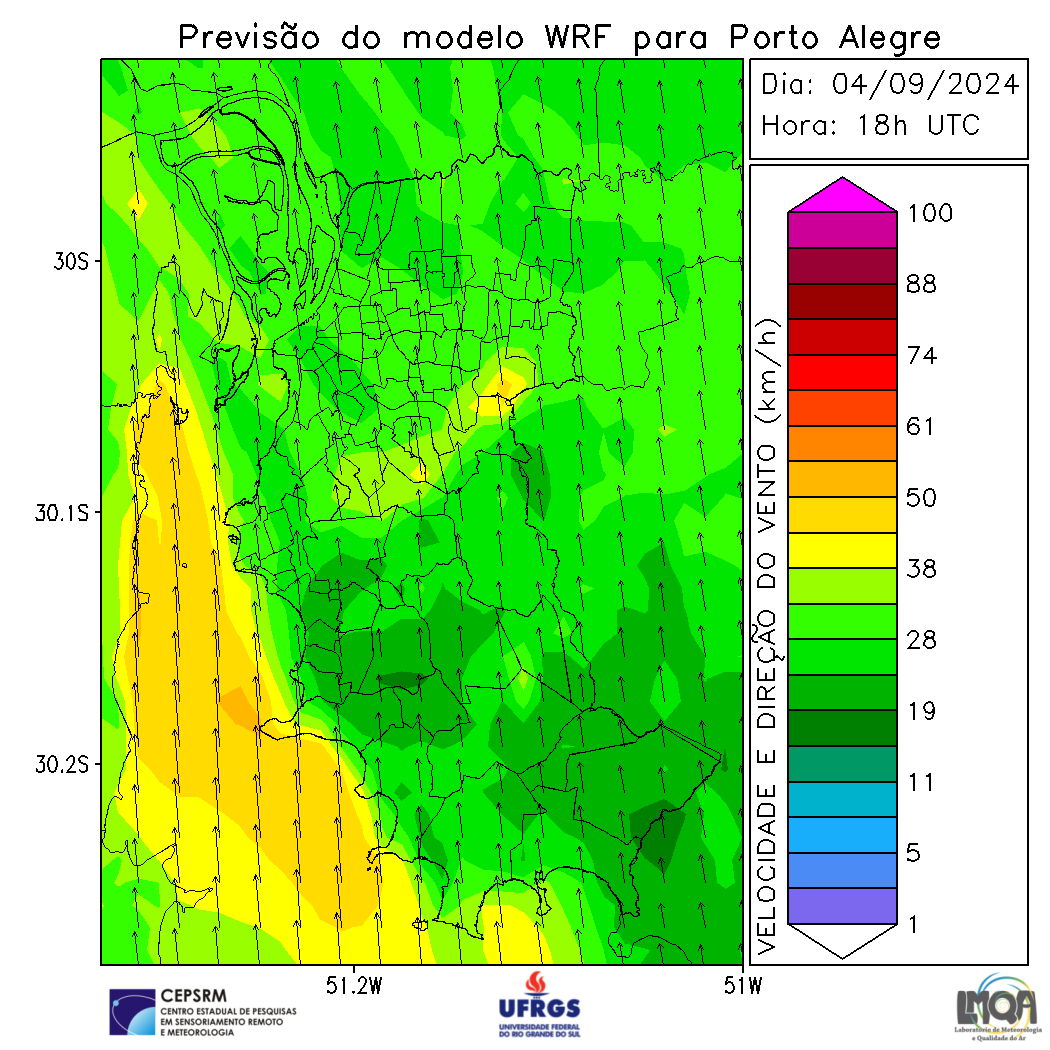 Previsão do modelo WRF para Porto Alegre
Dia: 04/09/2024
Hora: 18h UTC
30S
30.1S
30.2S
51.2W
51W
VELOCIDADE E DIREÇÃO DO VENTO (km/h)
100
88
74
61
50
38
28
19
11
5
1
CEPSRM
CENTRO ESTADUAL DE PESQUISAS
EM SENSORIAMENTO REMOTO
E METEOROLOGIA
UFRGS
UNIVERSIDADE FEDERAL
DO RIO GRANDE DO SUL
LMQA
Laboratório de Meteorologia
e Qualidade do Ar